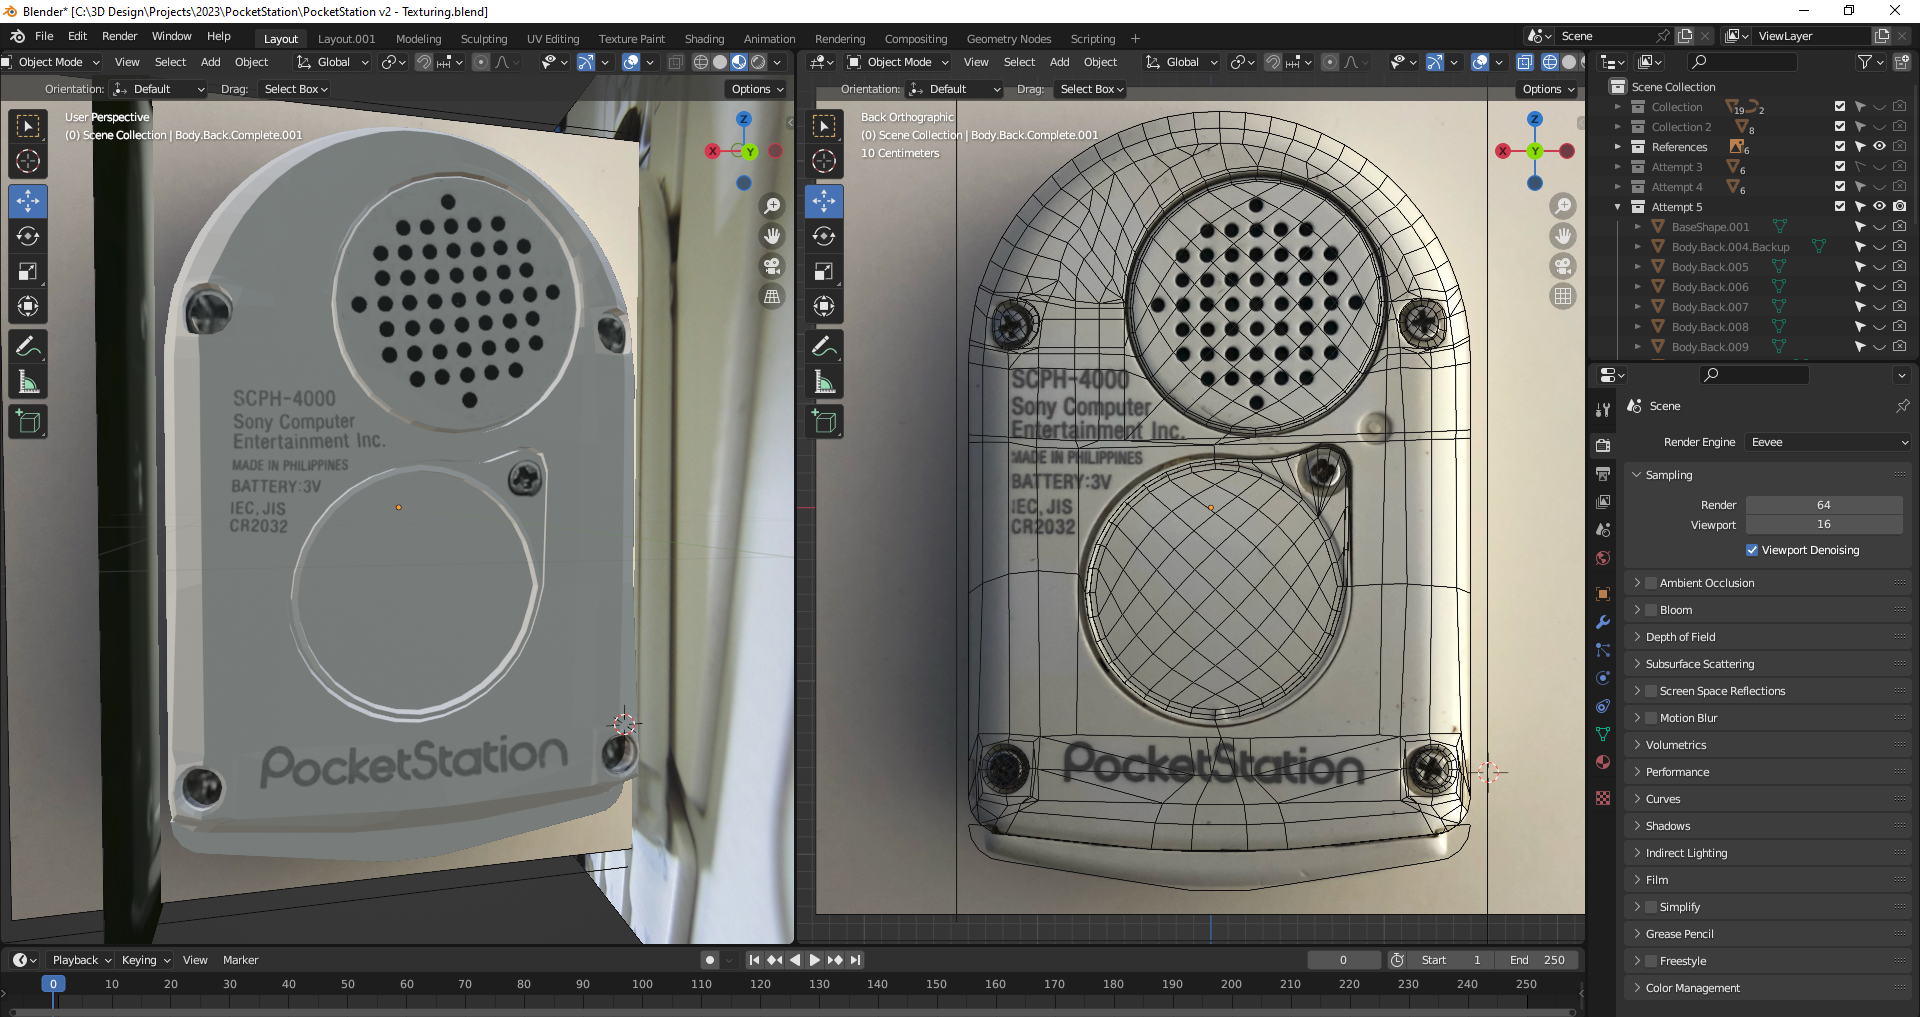 Blender* [C:\3D Design\Projects\2023\PocketStation\PocketStation v2 - Texturing.blend]
File Edit Render Window Help Layout Layout.001 Modeling Sculpting UV Editing Texture Paint Shading Animation Rendering Compositing Geometry Nodes Scripting + Scene ViewLayer
Object Mode View Select Add Object Global
Object Mode View Select Add Object Global
Orientation: Default Drag: Select Box Options
Orientation: Default Drag: Select Box Options
User Perspective
(0) Scene Collection | Body.Back.Complete.001
Z
X
Y
SCPH-4000
Sony Computer
Entertainment Inc.
MADE IN PHILIPPINES
BATTERY:3V
IEC, JIS
CR2032
PocketStation
Back Orthographic
(0) Scene Collection | Body.Back.Complete.001
10 Centimeters
Z
X
Y
SCPH-4000
Sony Computer
Entertainment Inc.
MADE IN PHILIPPINES
BATTERY:3V
IEC, JIS
CR2032
PocketStation
Scene Collection
Collection 19 2
Collection 2 8
References 6
Attempt 3 6
Attempt 4 6
Attempt 5
BaseShape.001
Body.Back.004.Backup
Body.Back.005
Body.Back.006
Body.Back.007
Body.Back.008
Body.Back.009
Scene
Render Engine Eevee
Sampling
Render 64
Viewport 16
Viewport Denoising
Ambient Occlusion
Bloom
Depth of Field
Subsurface Scattering
Screen Space Reflections
Motion Blur
Volumetrics
Performance
Curves
Shadows
Indirect Lighting
Film
Simplify
Grease Pencil
Freestyle
Color Management
Playback Keying View Marker 0 Start 1 End 250
0 10 20 30 40 50 60 70 80 90 100 110 120 130 140 150 160 170 180 190 200 210 220 230 240 250